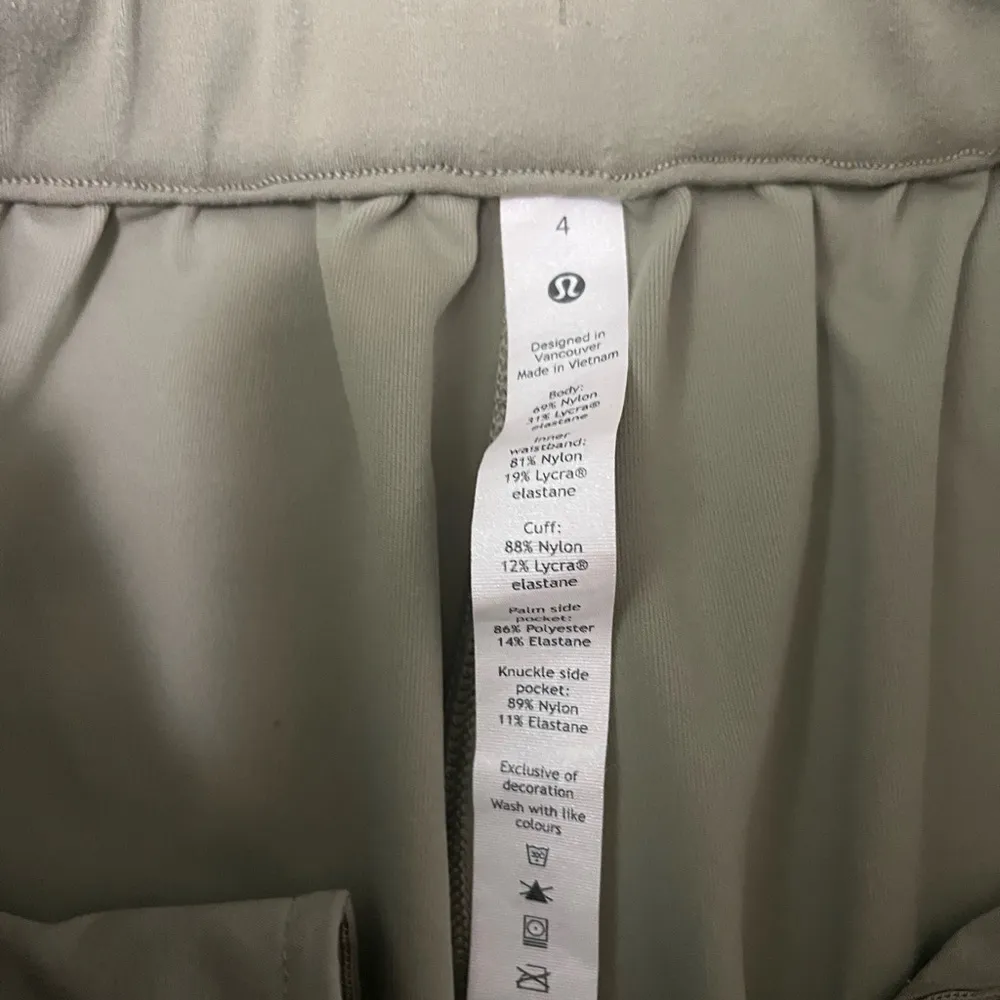 4
Designed in
Vancouver
Made in Vietnam
Body:
69% Nylon
31% Lycra®
elastane
Inner
waistband:
81% Nylon
19% Lycra®
elastane
Cuff:
88% Nylon
12% Lycra®
elastane
Palm side
pocket:
86% Polyester
14% Elastane
Knuckle side
pocket:
89% Nylon
11% Elastane
Exclusive of
decoration
Wash with like
colours
30C